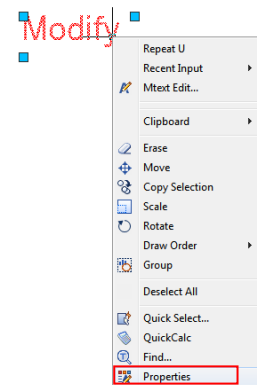 Modify
Repeat U
Recent Input
Mtext Edit...
Clipboard
Erase
Move
Copy Selection
Scale
Rotate
Draw Order
Group
Deselect All
Quick Select...
QuickCalc
Find...
Properties